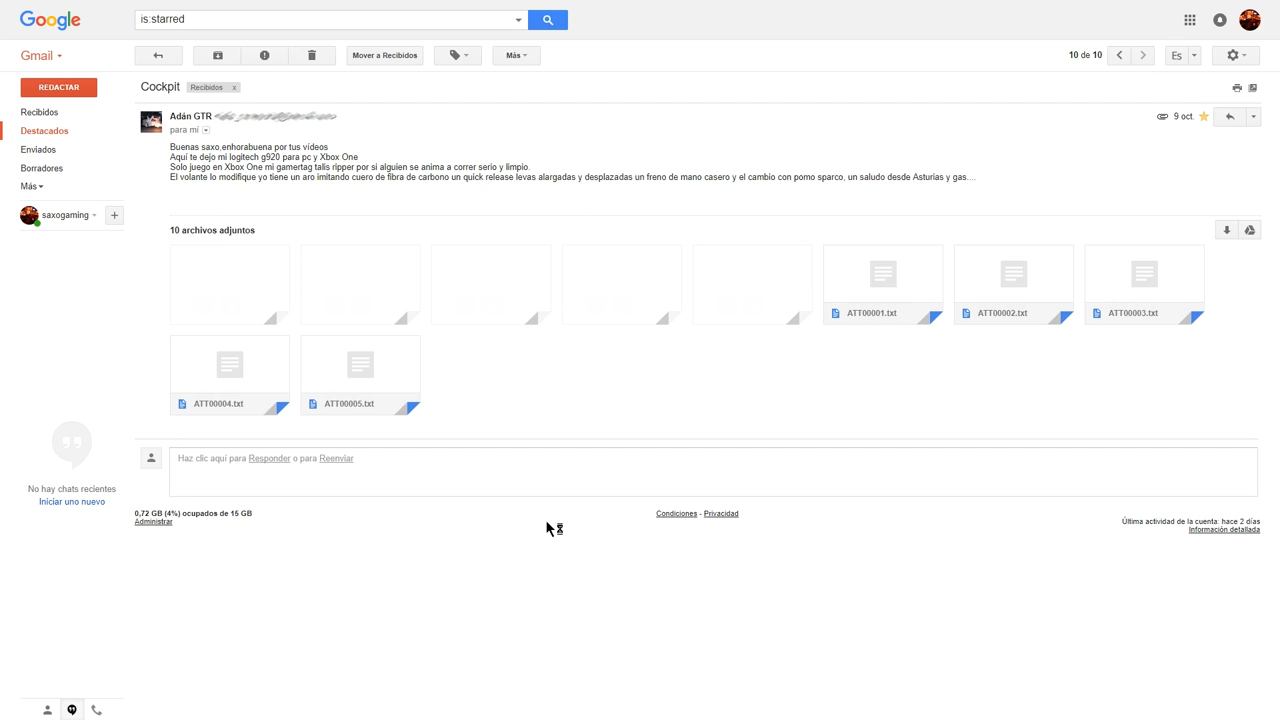 Google
is:starred
Gmail
Mover a Recibidos
Más
10 de 10
Es
REDACTAR
Cockpit
Recibidos x
Recibidos
Destacados
Enviados
Borradores
Más
saxogaming
Adán GTR
9 oct.
para mí
Buenas saxo,enhorabuena por tus vídeos
Aquí te dejo mi logitech g920 para pc y Xbox One
Solo juego en Xbox One mi gamertag talis ripper por si alguien se anima a correr serio y limpio.
El volante lo modifique yo tiene un aro imitando cuero de fibra de carbono un quick release levas alargadas y desplazadas un freno de mano casero y el cambio con pomo sparco, un saludo desde Asturias y gas....
10 archivos adjuntos
ATT00001.txt
ATT00002.txt
ATT00003.txt
ATT00004.txt
ATT00005.txt
Haz clic aquí para Responder o para Reenviar
No hay chats recientes
Iniciar uno nuevo
0,72 GB (4%) ocupados de 15 GB
Administrar
Condiciones - Privacidad
Última actividad de la cuenta: hace 2 días
Información detallada